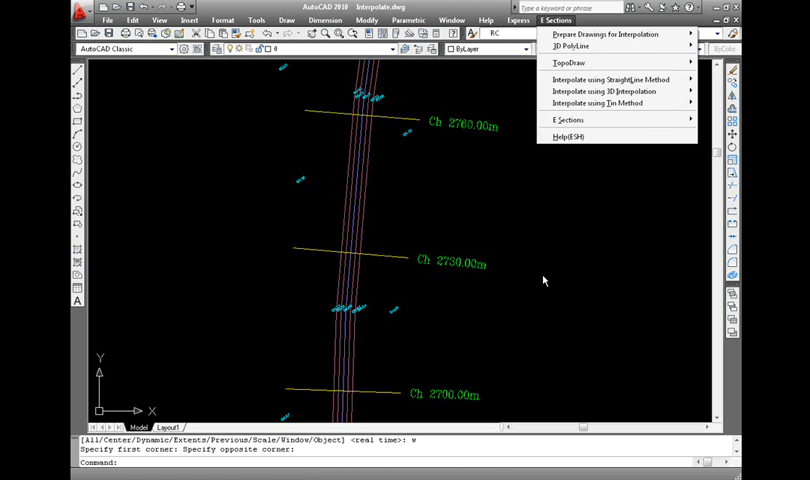 AutoCAD 2010 Interpolate.dwg
Type a keyword or phrase
File Edit View Insert Format Tools Draw Dimension Modify Parametric Window Help Express E Sections
RC
AutoCAD Classic
0
ByLayer
ByColor
Prepare Drawings for Interpolation
3D PolyLine
TopoDraw
Interpolate using StraightLine Method
Interpolate using 3D Interpolation
Interpolate using Tin Method
E Sections
Help(ESH)
Ch 2760.00m
Ch 2730.00m
Ch 2700.00m
Y
X
A
Model Layout1
[All/Center/Dynamic/Extents/Previous/Scale/Window/Object] <real time>: w
Specify first corner: Specify opposite corner:
Command: